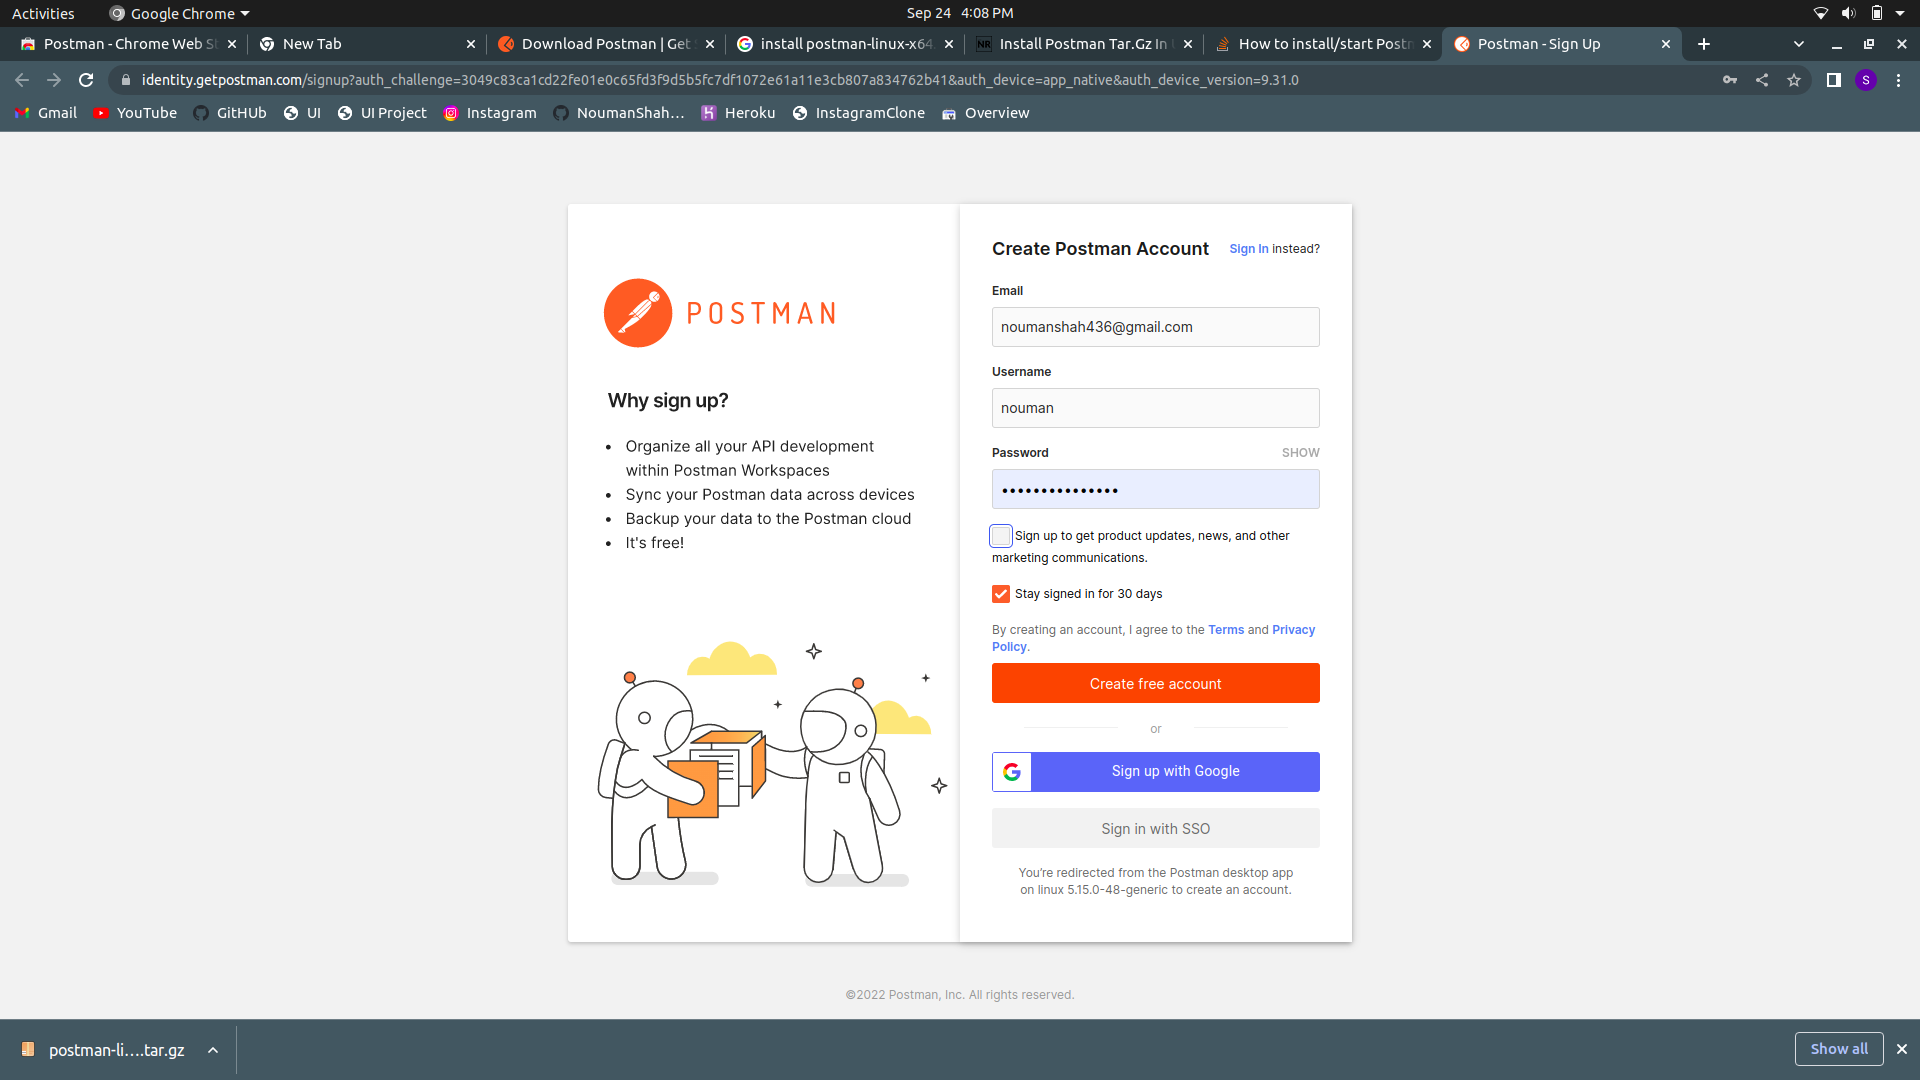 Activities
Google Chrome
Sep 24 4:08 PM
Postman - Chrome Web St
New Tab
Download Postman | Get
install postman-linux-x64
NR
Install Postman Tar.Gz In
How to install/start Postm
Postman - Sign Up
identity.getpostman.com/signup?auth_challenge=3049c83ca1cd22fe01e0c65fd3f9d5b5fc7df1072e61a11e3cb807a834762b41&auth_device=app_native&auth_device_version=9.31.0
S
Gmail
YouTube
GitHUb
UI
UI Project
Instagram
NoumanShah...
Heroku
InstagramClone
Overview
POSTMAN
Why sign up?
• Organize all your API development
within Postman Workspaces
• Sync your Postman data across devices
• Backup your data to the Postman cloud
• It's free!
Create Postman Account
Sign In instead?
Email
noumanshah436@gmail.com
Username
nouman
Password
SHOW
•••••••••••••••
Sign up to get product updates, news, and other
marketing communications.
Stay signed in for 30 days
By creating an account, I agree to the Terms and Privacy
Policy.
Create free account
or
Sign up with Google
Sign in with SSO
You’re redirected from the Postman desktop app
on linux 5.15.0-48-generic to create an account.
©2022 Postman, Inc. All rights reserved.
postman-li....tar.gz
Show all